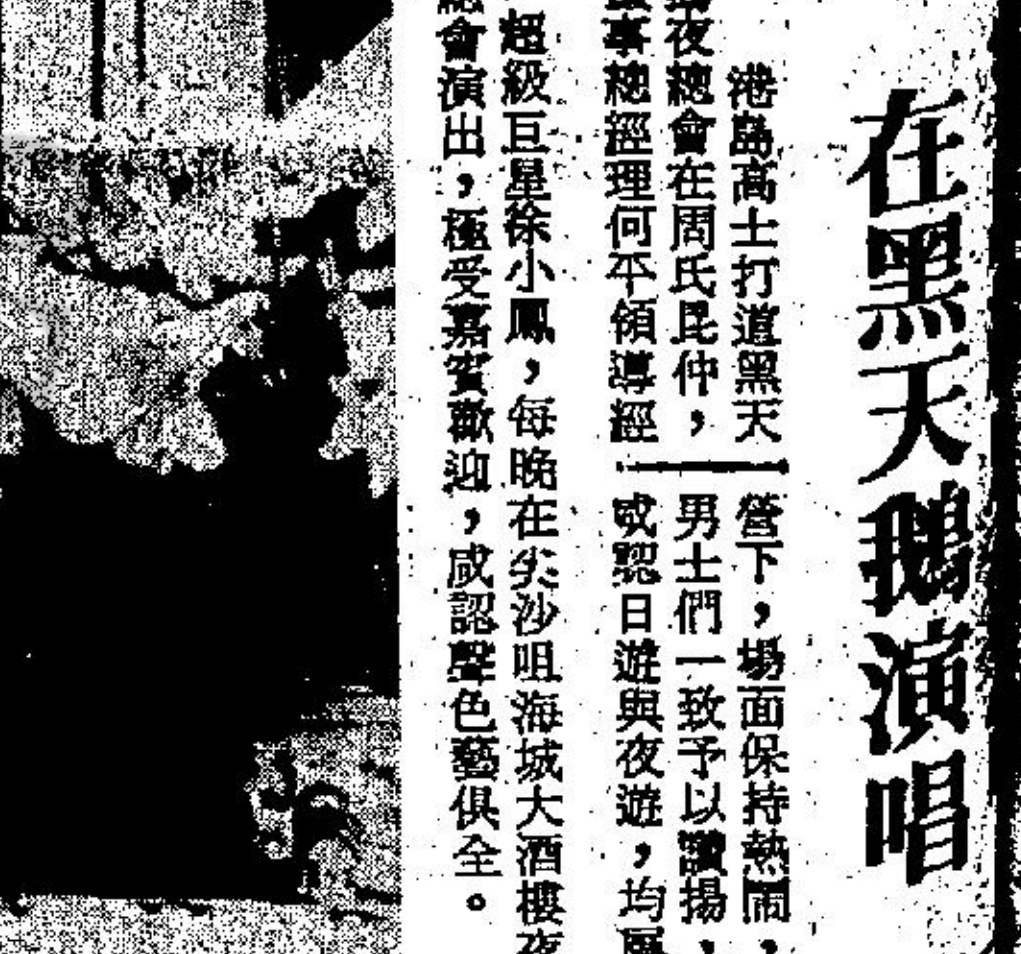 在黑天鵝演唱
港島高士打道黑天
夜總會在周氏昆仲，
事總經理何平領導經
營下，場面保持熱鬧，
男士們一致予以讚揚，
咸認日遊與夜遊，均屬
超級巨星徐小鳳，每晚在尖沙咀海城大酒樓夜
總會演出，極受嘉賓歡迎，咸認聲色藝俱全。